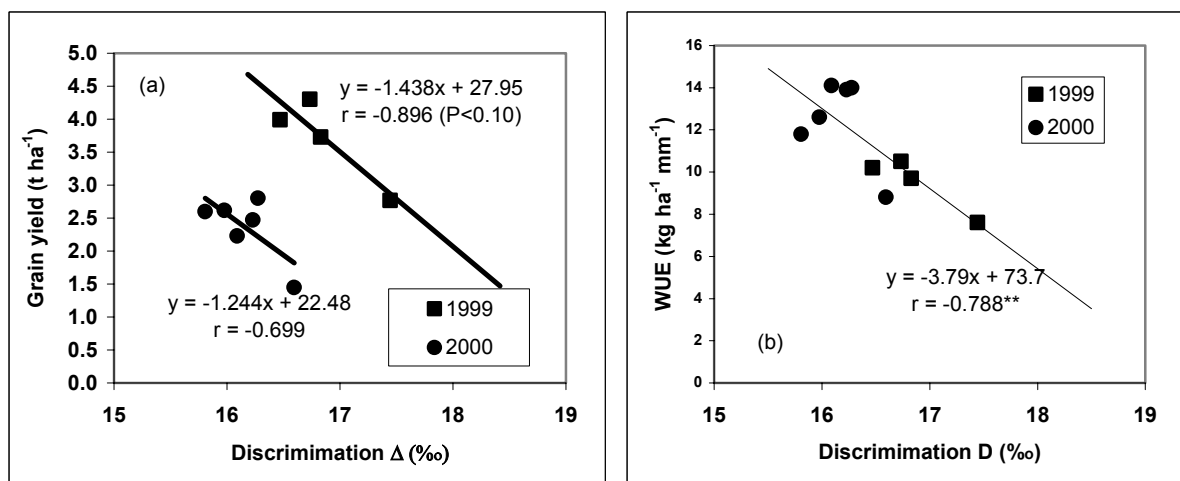 (a)
y = -1.438x + 27.95
r = -0.896 (P<0.10)
y = -1.244x + 22.48
r = -0.699
1999
2000
Grain yield (t ha⁻¹)
5.0
4.5
4.0
3.5
3.0
2.5
2.0
1.5
1.0
0.5
0.0
15 16 17 18 19
Discrimimation Δ (‰)
1999
2000
y = -3.79x + 73.7
r = -0.788**
(b)
WUE (kg ha⁻¹ mm⁻¹)
16
14
12
10
8
6
4
2
0
15 16 17 18 19
Discrimimation D (‰)